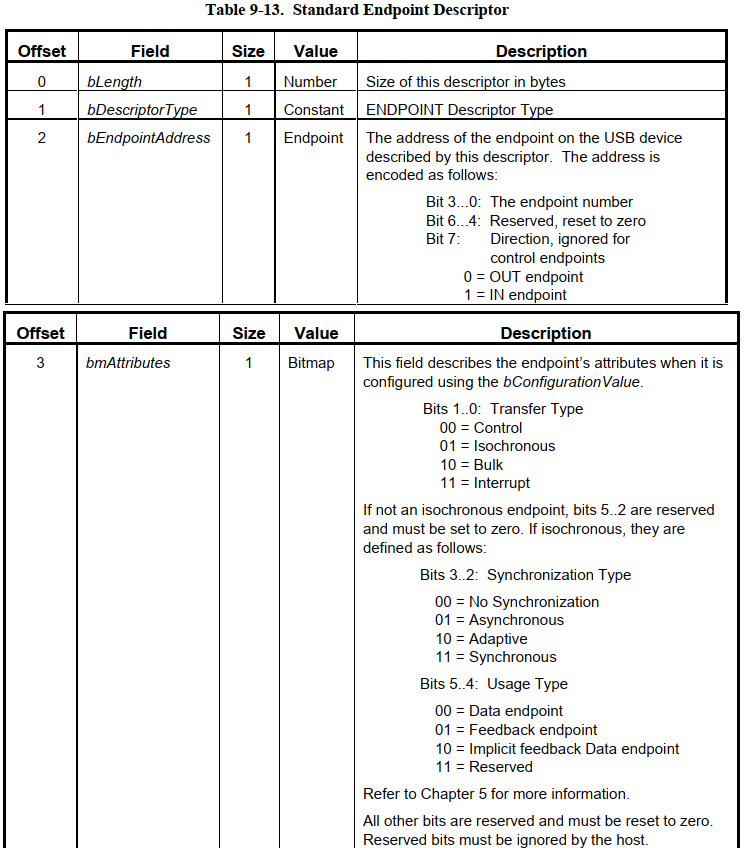 Table 9-13. Standard Endpoint Descriptor
Offset Field Size Value Description
0 bLength 1 Number Size of this descriptor in bytes
1 bDescriptorType 1 Constant ENDPOINT Descriptor Type
2 bEndpointAddress 1 Endpoint The address of the endpoint on the USB device
described by this descriptor. The address is
encoded as follows:
Bit 3...0: The endpoint number
Bit 6...4: Reserved, reset to zero
Bit 7: Direction, ignored for
control endpoints
0 = OUT endpoint
1 = IN endpoint
Offset Field Size Value Description
3 bmAttributes 1 Bitmap This field describes the endpoint's attributes when it is
configured using the bConfigurationValue.
Bits 1..0: Transfer Type
00 = Control
01 = Isochronous
10 = Bulk
11 = Interrupt
If not an isochronous endpoint, bits 5..2 are reserved
and must be set to zero. If isochronous, they are
defined as follows:
Bits 3..2: Synchronization Type
00 = No Synchronization
01 = Asynchronous
10 = Adaptive
11 = Synchronous
Bits 5..4: Usage Type
00 = Data endpoint
01 = Feedback endpoint
10 = Implicit feedback Data endpoint
11 = Reserved
Refer to Chapter 5 for more information.
All other bits are reserved and must be reset to zero.
Reserved bits must be ignored by the host.